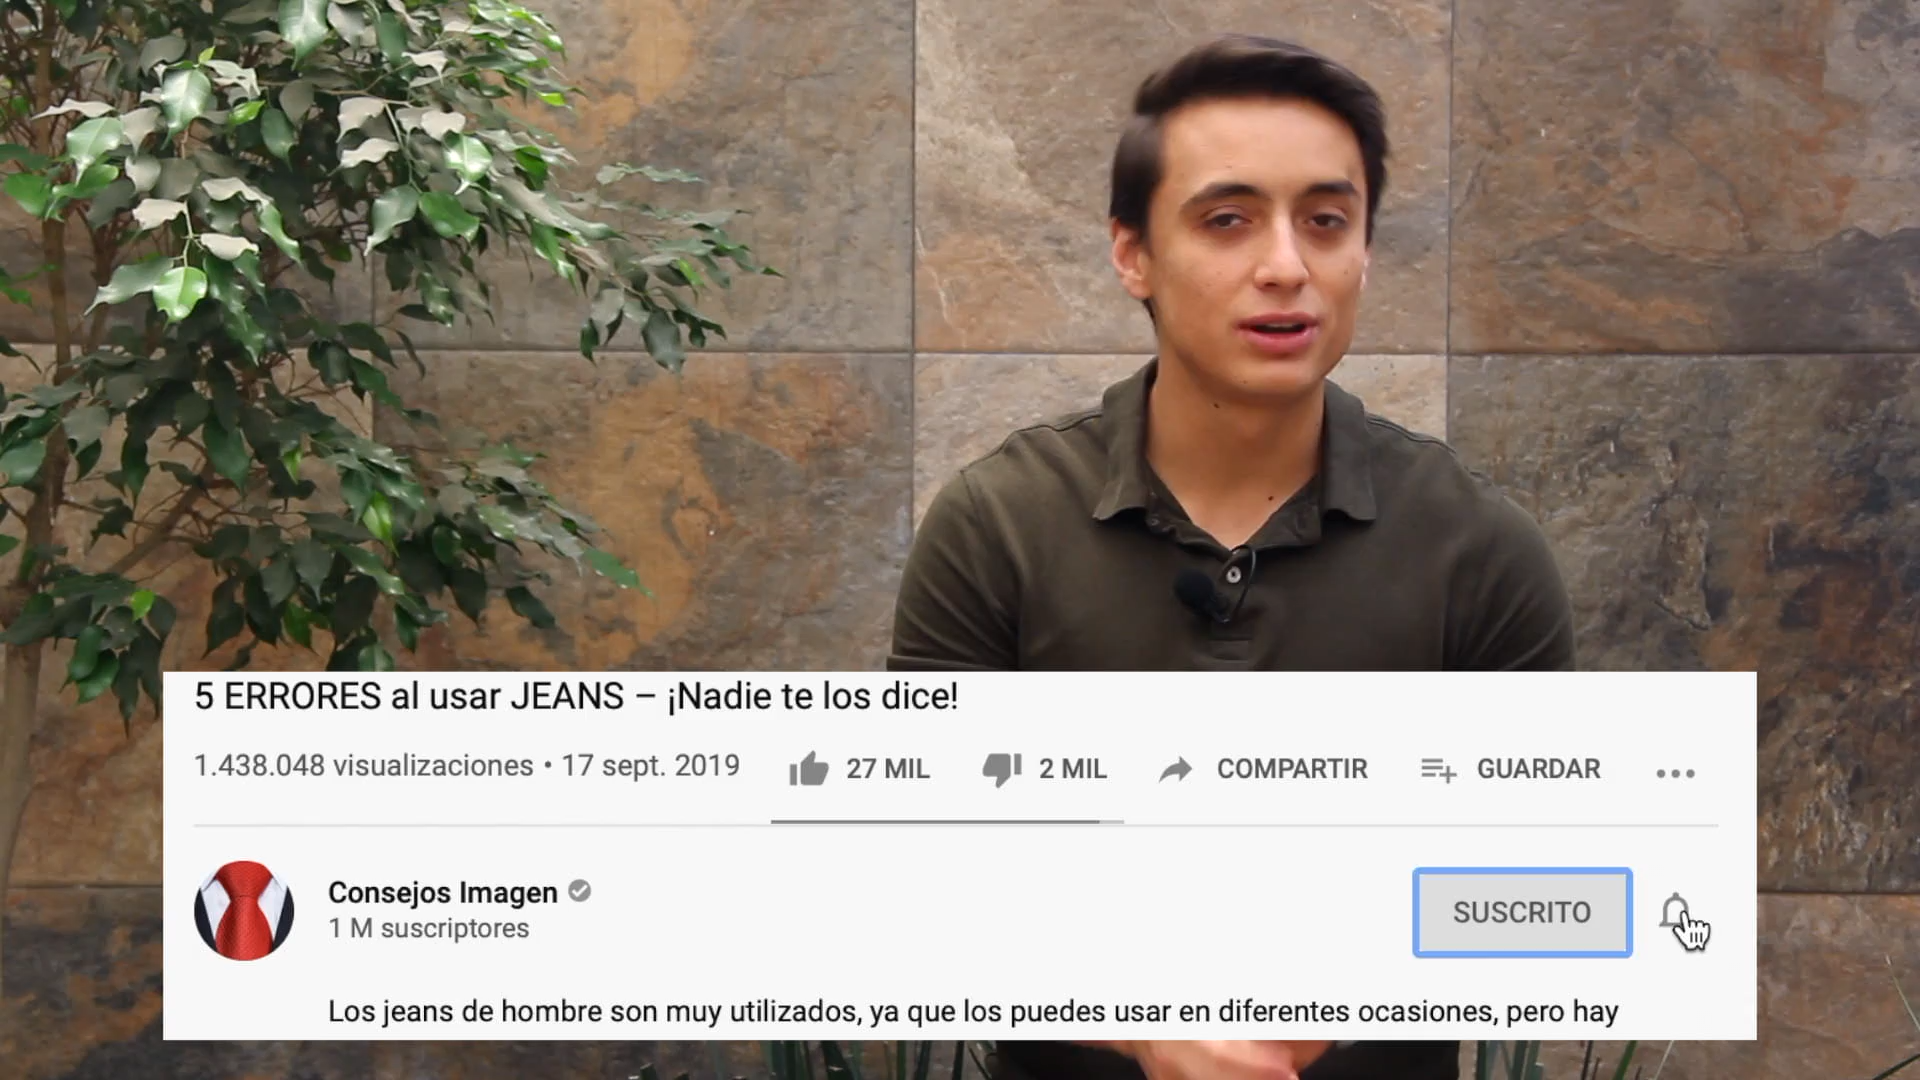 5 ERRORES al usar JEANS – ¡Nadie te los dice!
1.438.048 visualizaciones • 17 sept. 2019 27 MIL 2 MIL COMPARTIR GUARDAR
Consejos Imagen
SUSCRITO
1 M suscriptores
Los jeans de hombre son muy utilizados, ya que los puedes usar en diferentes ocasiones, pero hay